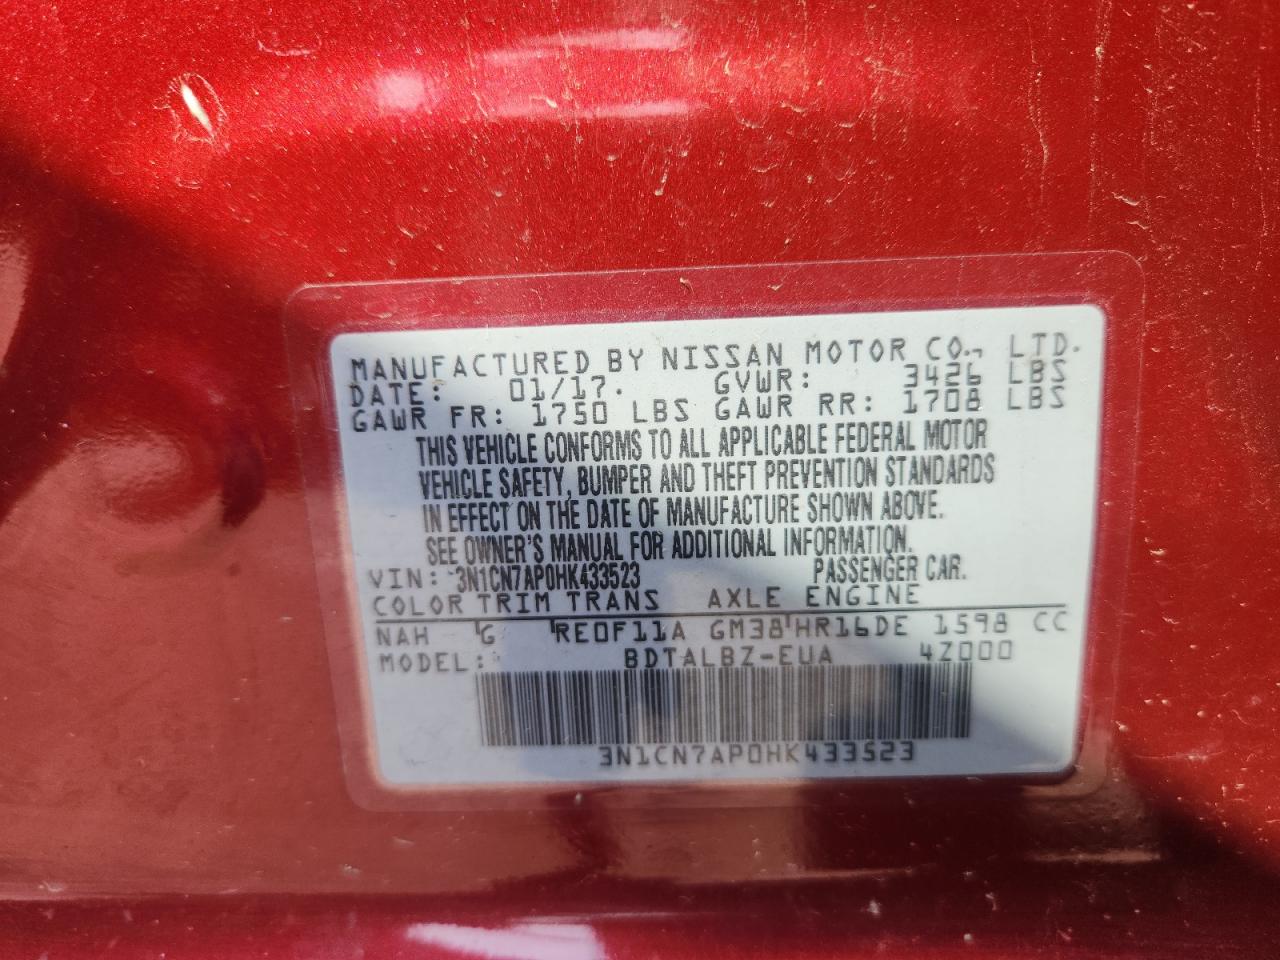 MANUFACTURED BY NISSAN MOTOR CO., LTD.
DATE: 01/17. GVWR: 3426 LBS
GAWR FR: 1750 LBS GAWR RR: 1708 LBS
THIS VEHICLE CONFORMS TO ALL APPLICABLE FEDERAL MOTOR
VEHICLE SAFETY, BUMPER AND THEFT PREVENTION STANDARDS
IN EFFECT ON THE DATE OF MANUFACTURE SHOWN ABOVE.
SEE OWNER'S MANUAL FOR ADDITIONAL INFORMATION.
VIN: 3N1CN7AP0HK433523 PASSENGER CAR.
COLOR TRIM TRANS AXLE ENGINE
NAH G RE0F11A GM38 HR16DE 1598 CC
MODEL: BDTALBZ-EUA 4Z000
3N1CN7AP0HK433523